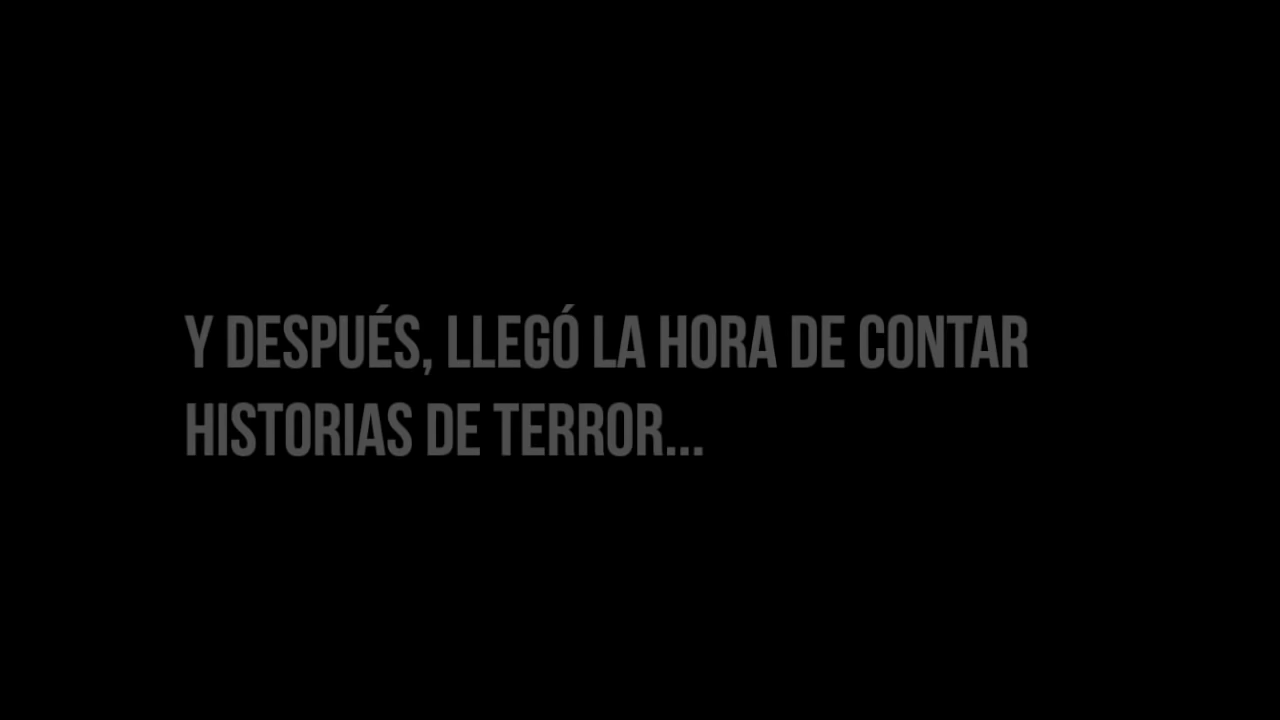 Y DESPUÉS, LLEGÓ LA HORA DE CONTAR
HISTORIAS DE TERROR...